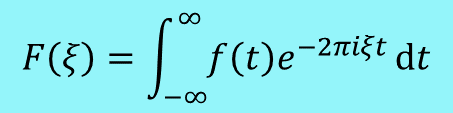 F(ξ) = ∫_{-∞}^{∞} f(t)e^{-2πiξt} dt